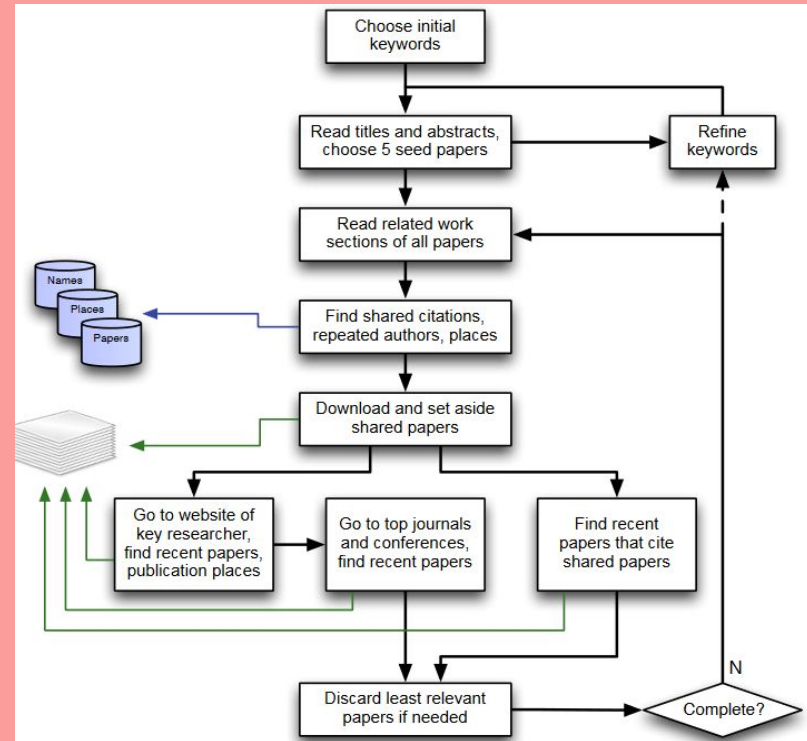 Choose initial
keywords
Read titles and abstracts,
choose 5 seed papers
Refine
keywords
Read related work
sections of all papers
Names
Places
Papers
Find shared citations,
repeated authors, places
Download and set aside
shared papers
Go to website of
key researcher,
find recent papers,
publication places
Go to top journals
and conferences,
find recent papers
Find recent
papers that cite
shared papers
Discard least relevant
papers if needed
N
Complete?